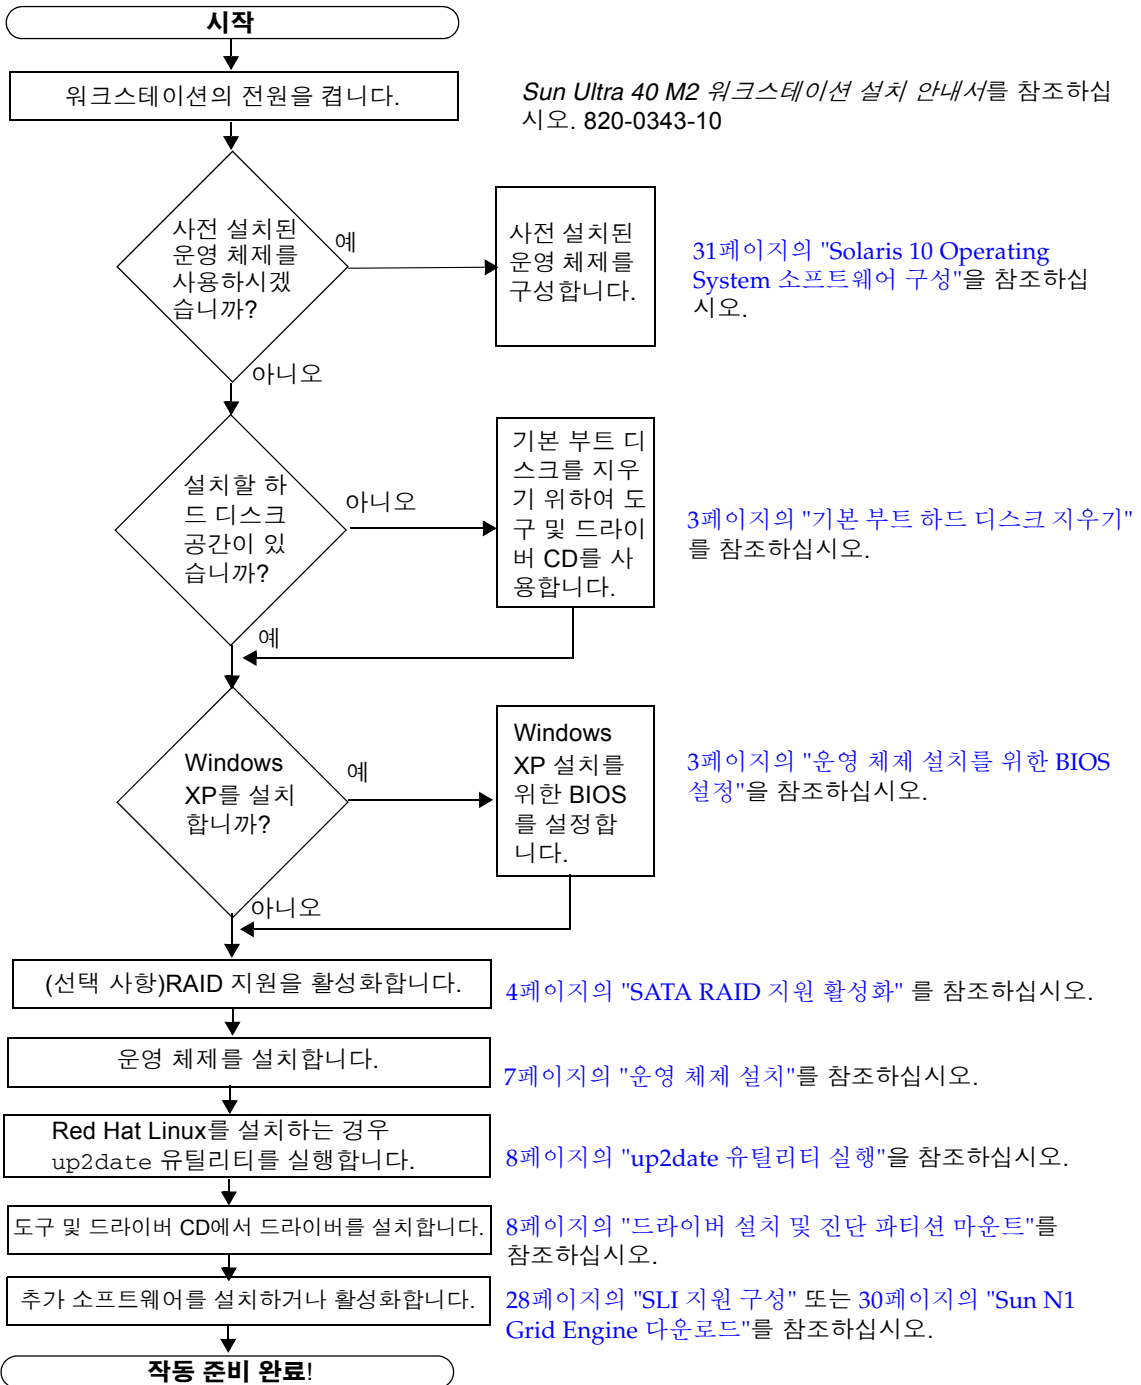 시작
워크스테이션의 전원을 켭니다.
Sun Ultra 40 M2 워크스테이션 설치 안내서를 참조하십
시오. 820-0343-10
사전 설치된
운영 체제를
사용하시겠
습니까?
예
사전 설치된
운영 체제를
구성합니다.
31페이지의 "Solaris 10 Operating
System 소프트웨어 구성"을 참조하십
시오.
아니오
설치할 하
드 디스크
공간이 있
습니까?
아니오
기본 부트 디
스크를 지우
기 위하여 도
구 및 드라이
버 CD를 사
용합니다.
3페이지의 "기본 부트 하드 디스크 지우기"
를 참조하십시오.
예
Windows
XP를 설치
합니까?
예
Windows
XP 설치를
위한 BIOS
를 설정합
니다.
3페이지의 "운영 체제 설치를 위한 BIOS
설정"을 참조하십시오.
아니오
(선택 사항)RAID 지원을 활성화합니다.
4페이지의 "SATA RAID 지원 활성화" 를 참조하십시오.
운영 체제를 설치합니다.
7페이지의 "운영 체제 설치"를 참조하십시오.
Red Hat Linux를 설치하는 경우
up2date 유틸리티를 실행합니다.
8페이지의 "up2date 유틸리티 실행"을 참조하십시오.
도구 및 드라이버 CD에서 드라이버를 설치합니다.
8페이지의 "드라이버 설치 및 진단 파티션 마운트"를
참조하십시오.
추가 소프트웨어를 설치하거나 활성화합니다.
28페이지의 "SLI 지원 구성" 또는 30페이지의 "Sun N1
Grid Engine 다운로드"를 참조하십시오.
작동 준비 완료!